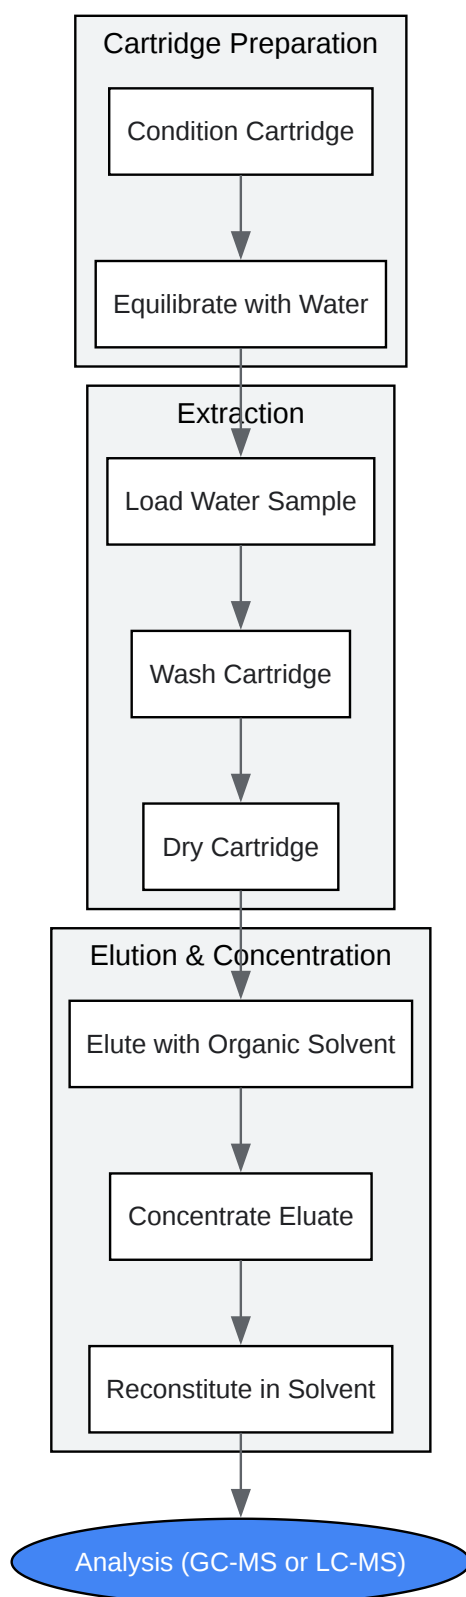 Cartridge Preparation
Condition Cartridge
Equilibrate with Water
Extraction
Load Water Sample
Wash Cartridge
Dry Cartridge
Elution & Concentration
Elute with Organic Solvent
Concentrate Eluate
Reconstitute in Solvent
Analysis (GC-MS or LC-MS)